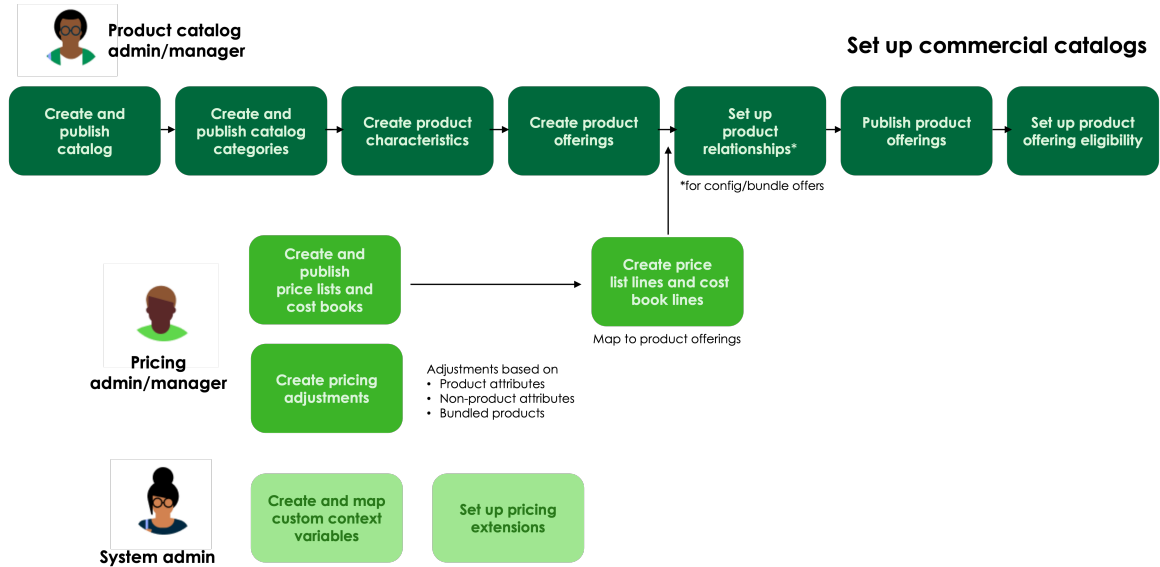 Product catalog
admin/manager
Set up commercial catalogs
Create and
publish
catalog
Create and
publish catalog
categories
Create product
characteristics
Create product
offerings
Set up
product
relationships*
Publish product
offerings
Set up product
offering eligibility
*for config/bundle offers
Create and
publish
price lists and
cost books
Create price
list lines and cost
book lines
Map to product offerings
Pricing
admin/manager
Create pricing
adjustments
Adjustments based on
• Product attributes
• Non-product attributes
• Bundled products
System admin
Create and map
custom context
variables
Set up pricing
extensions